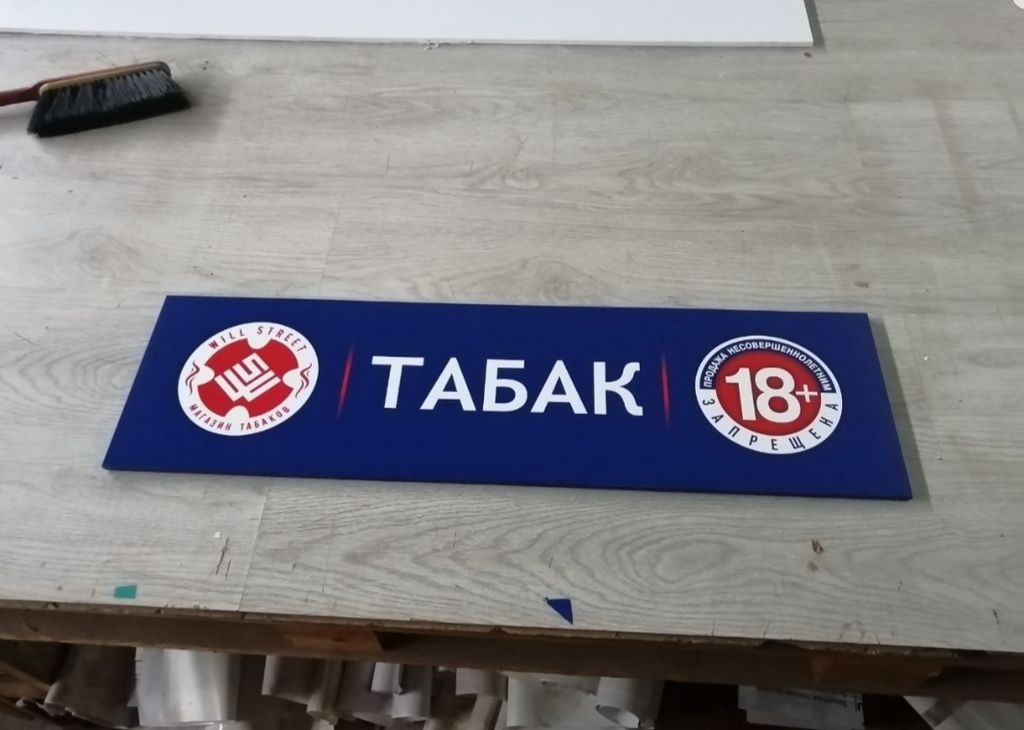 WILL STREET
МАГАЗИН ТАБАКОВ
ТАБАК
ПРОДАЖА НЕСОВЕРШЕННОЛЕТНИМ
18+
ЗАПРЕЩЕНА